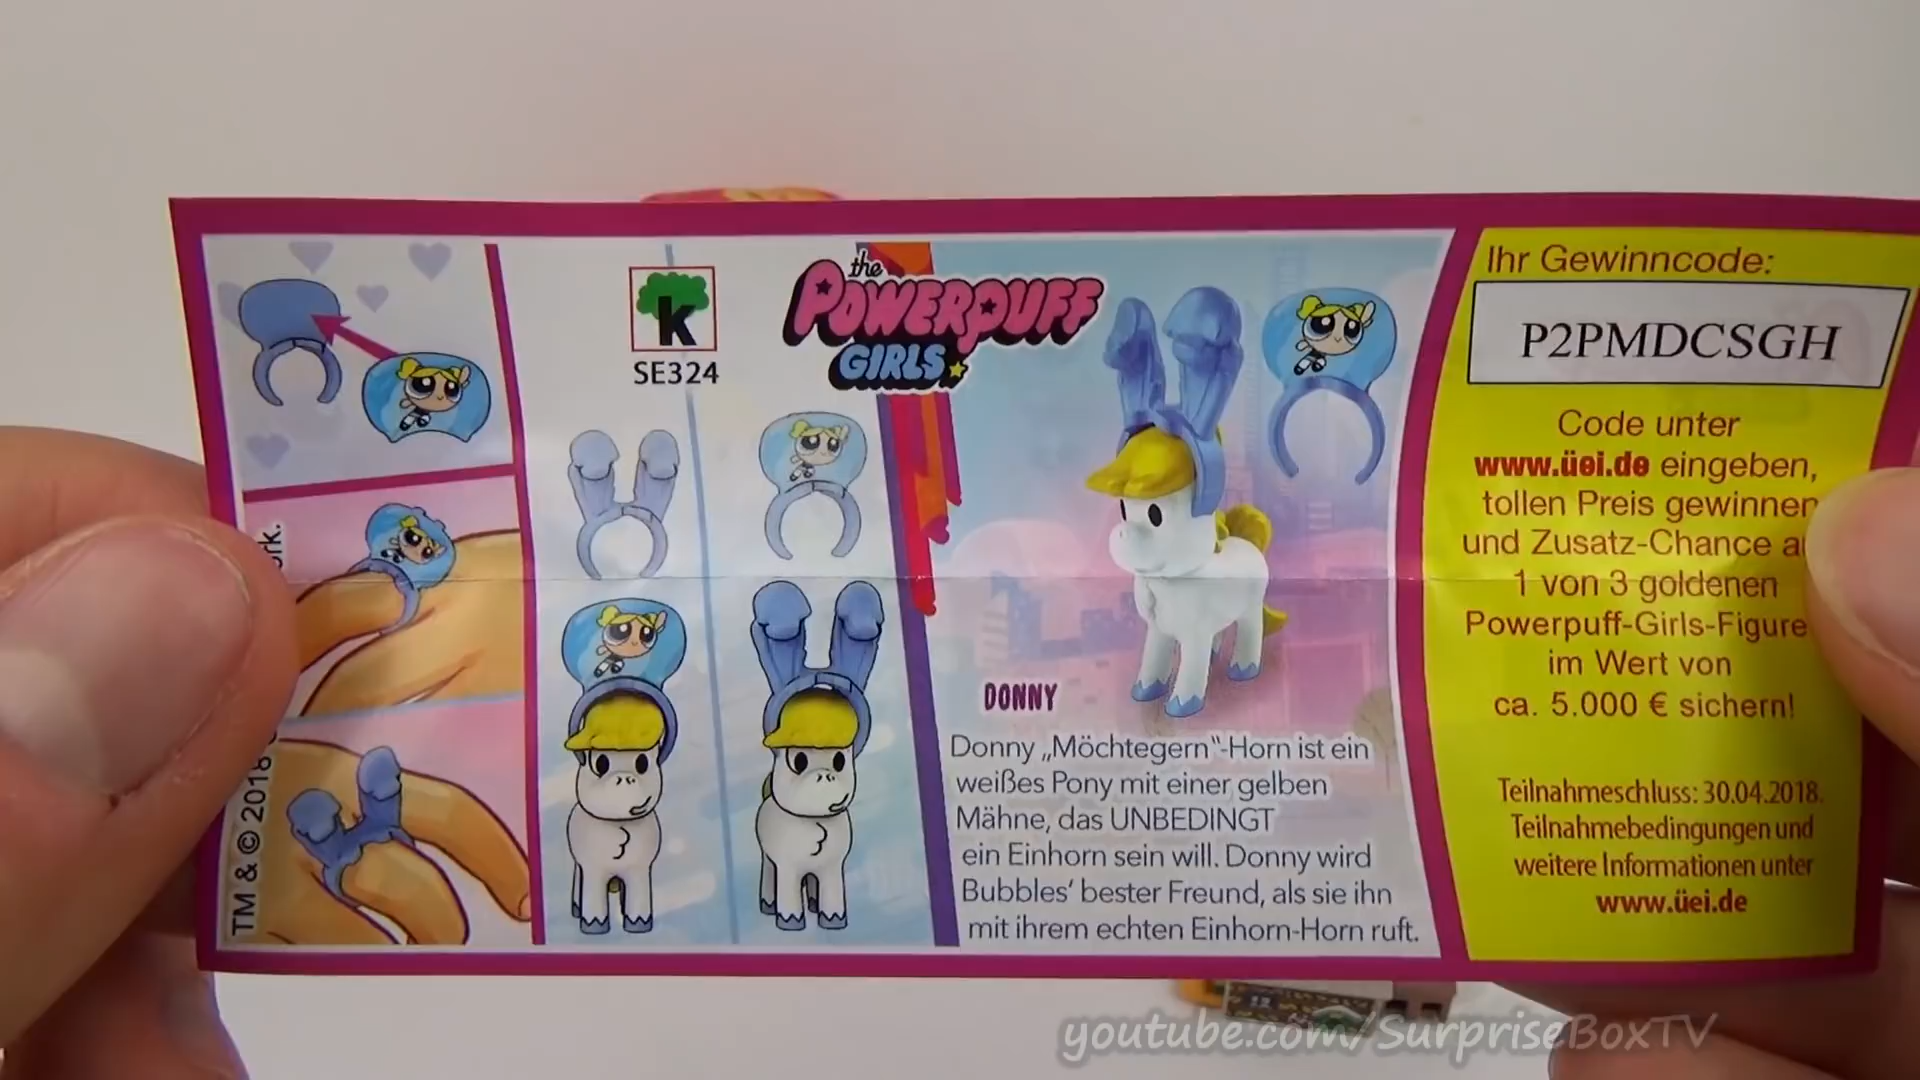 SE324
the
POWERPUFF
GIRLS
DONNY
Donny „Möchtegern“-Horn ist ein
weißes Pony mit einer gelben
Mähne, das UNBEDINGT
ein Einhorn sein will. Donny wird
Bubbles’ bester Freund, als sie ihn
mit ihrem echten Einhorn-Horn ruft.
Ihr Gewinncode:
P2PMDCSGH
Code unter
www.üei.de eingeben,
tollen Preis gewinnen
und Zusatz-Chance a
1 von 3 goldenen
Powerpuff-Girls-Figure
im Wert von
ca. 5.000 € sichern!
Teilnahmeschluss: 30.04.2018.
Teilnahmebedingungen und
weitere Informationen unter
www.üei.de
TM & © 2018
youtube.com/SurpriseBoxTV